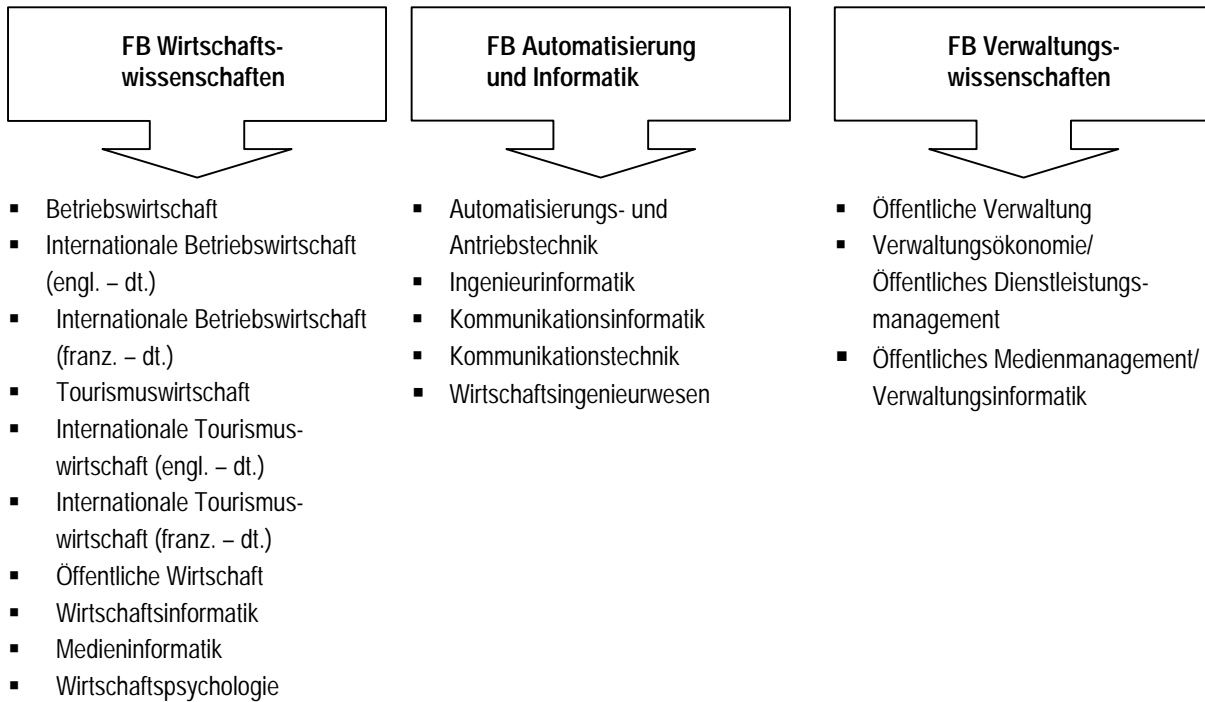 FB Wirtschafts-
wissenschaften
▪ Betriebswirtschaft
▪ Internationale Betriebswirtschaft
(engl. – dt.)
▪ Internationale Betriebswirtschaft
(franz. – dt.)
▪ Tourismuswirtschaft
▪ Internationale Tourismus-
wirtschaft (engl. – dt.)
▪ Internationale Tourismus-
wirtschaft (franz. – dt.)
▪ Öffentliche Wirtschaft
▪ Wirtschaftsinformatik
▪ Medieninformatik
▪ Wirtschaftspsychologie
FB Automatisierung
und Informatik
▪ Automatisierungs- und
Antriebstechnik
▪ Ingenieurinformatik
▪ Kommunikationsinformatik
▪ Kommunikationstechnik
▪ Wirtschaftsingenieurwesen
FB Verwaltungs-
wissenschaften
▪ Öffentliche Verwaltung
▪ Verwaltungsökonomie/
Öffentliches Dienstleistungs-
management
▪ Öffentliches Medienmanagement/
Verwaltungsinformatik